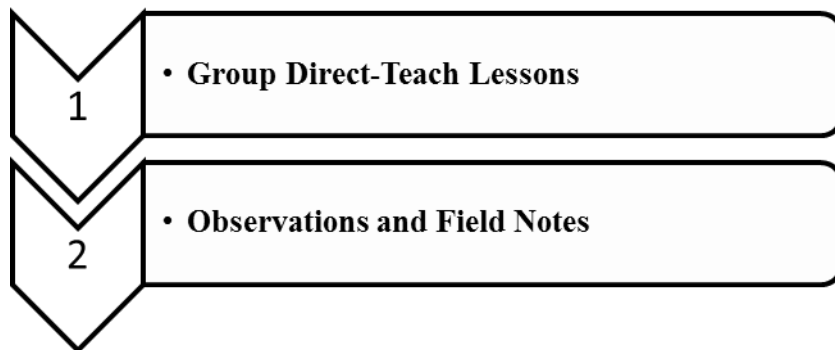 1
• Group Direct-Teach Lessons
2
• Observations and Field Notes